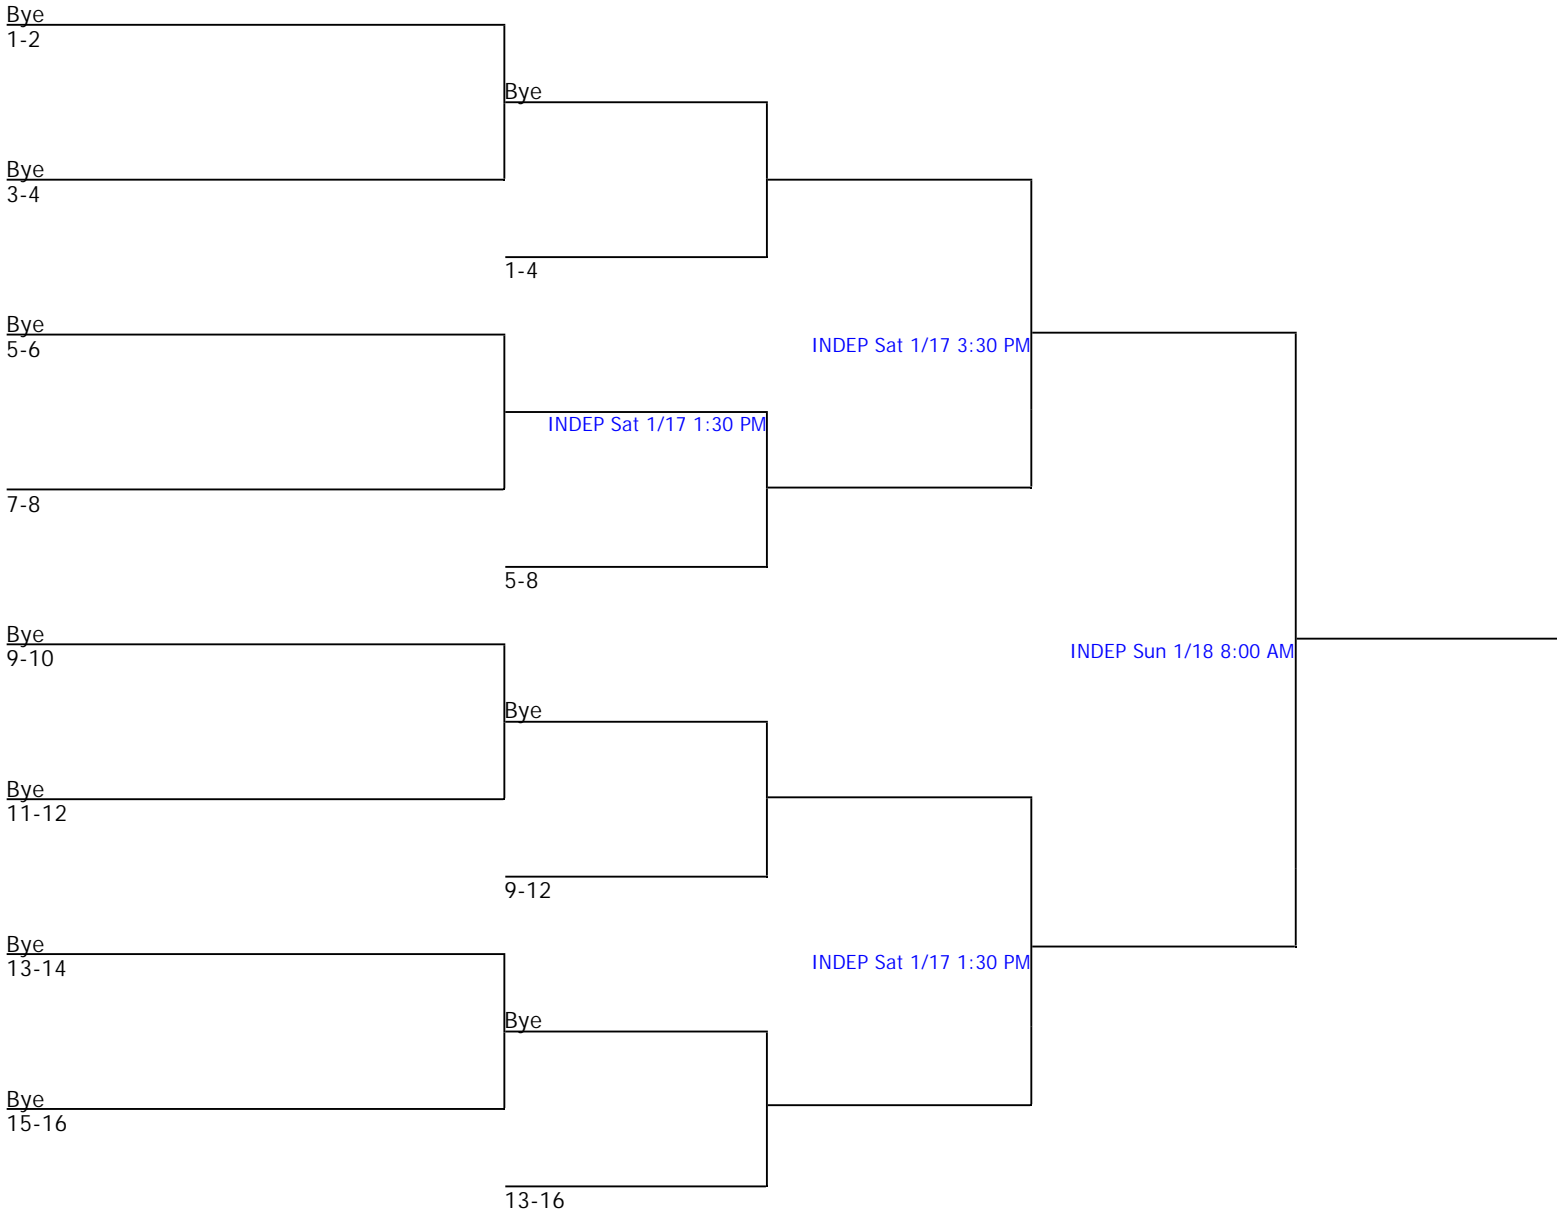 Bye
1-2
Bye
Bye
3-4
1-4
Bye
5-6
INDEP Sat 1/17 3:30 PM
INDEP Sat 1/17 1:30 PM
7-8
5-8
Bye
9-10
INDEP Sun 1/18 8:00 AM
Bye
Bye
11-12
9-12
Bye
13-14
INDEP Sat 1/17 1:30 PM
Bye
Bye
15-16
13-16